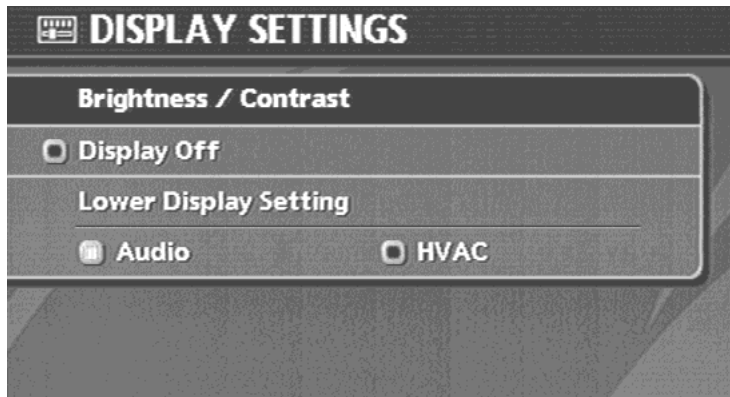 DISPLAY SETTINGS
Brightness / Contrast
Display Off
Lower Display Setting
Audio HVAC